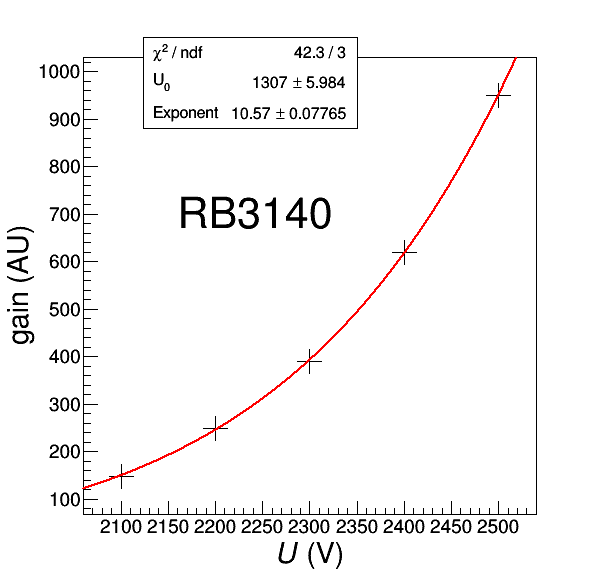 χ² / ndf 42.3 / 3
U₀ 1307 ± 5.984
Exponent 10.57 ± 0.07765
RB3140
gain (AU)
1000
900
800
700
600
500
400
300
200
100
2100 2150 2200 2250 2300 2350 2400 2450 2500
U (V)